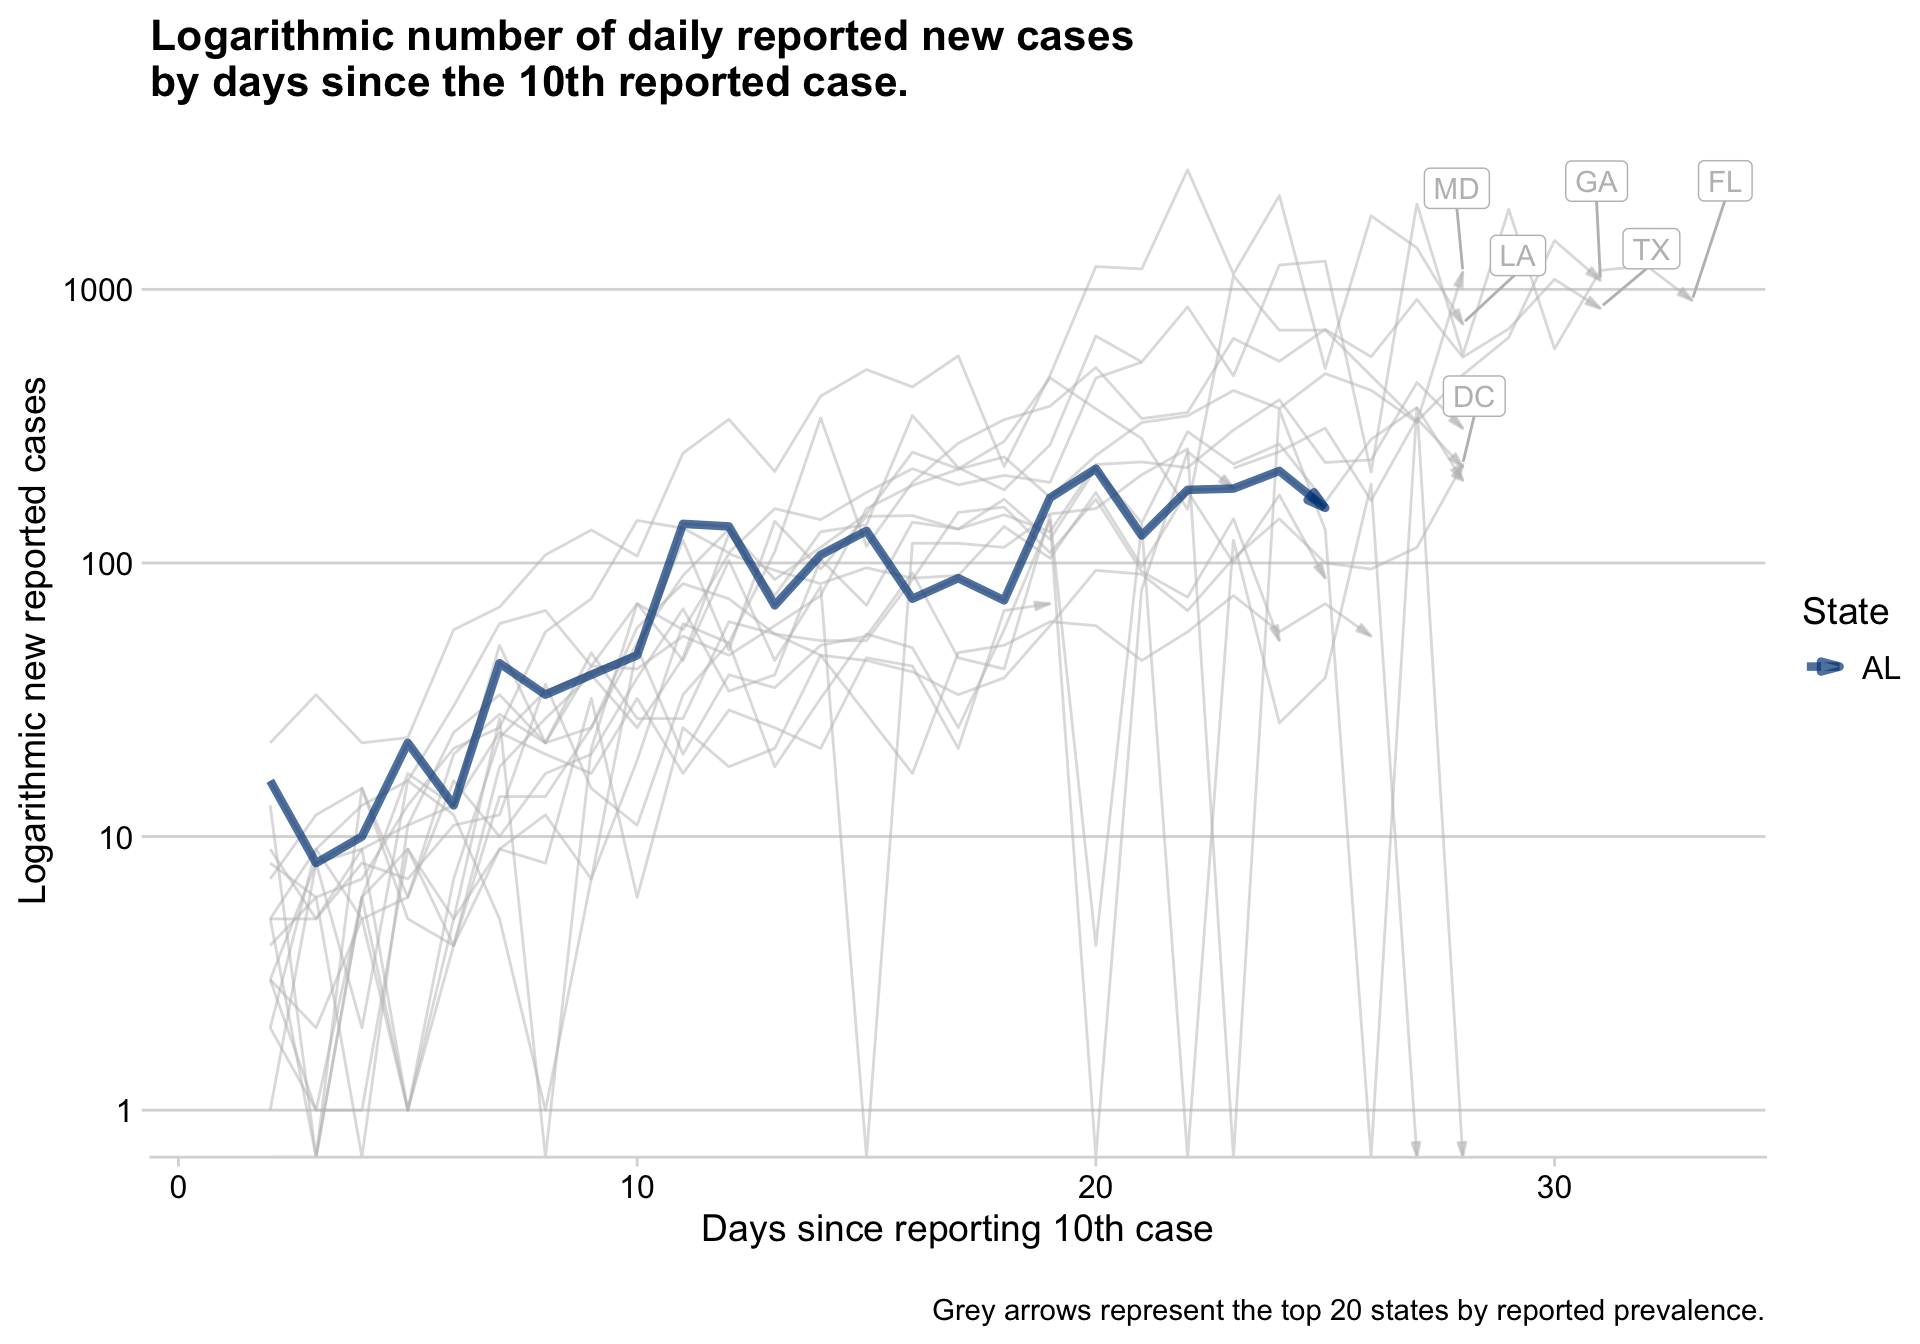 Logarithmic number of daily reported new cases
by days since the 10th reported case.
MD
GA
FL
LA
TX
DC
1000
100
10
1
Logarithmic new reported cases
0
10
20
30
Days since reporting 10th case
State
AL
Grey arrows represent the top 20 states by reported prevalence.